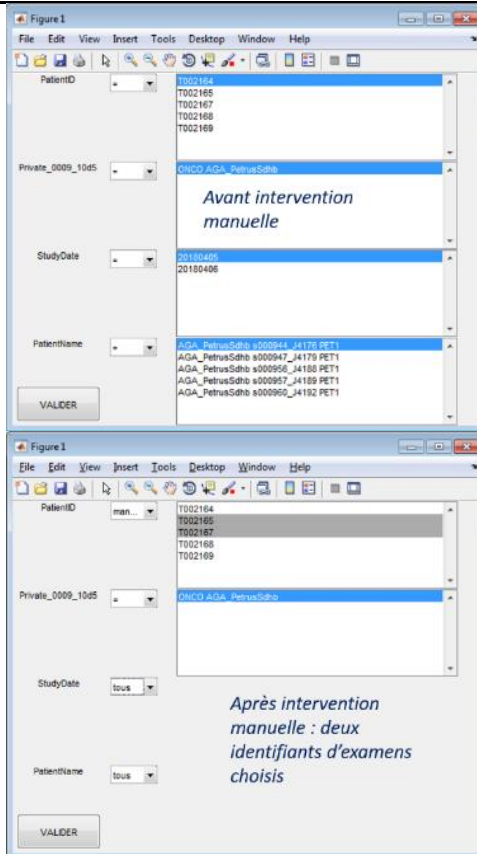 Figure 1
File Edit View Insert Tools Desktop Window Help
PatientID
=
T002164
T002165
T002167
T002168
T002169
Private_0009_10d5
=
ONCO AGA_PetrusSdhb
Avant intervention
manuelle
StudyDate
=
20180405
20180406
PatientName
=
AGA_PetrusSdhb s000944_J4176 PET1
AGA_PetrusSdhb s000947_J4179 PET1
AGA_PetrusSdhb s000956_J4188 PET1
AGA_PetrusSdhb s000957_J4189 PET1
AGA_PetrusSdhb s000960_J4192 PET1
VALIDER
Figure 1
File Edit View Insert Tools Desktop Window Help
PatientID
man...
T002164
T002165
T002167
T002168
T002169
Private_0009_10d5
=
ONCO AGA_PetrusSdhb
StudyDate
tous
Après intervention
manuelle : deux
identifiants d'examens
choisis
PatientName
tous
VALIDER